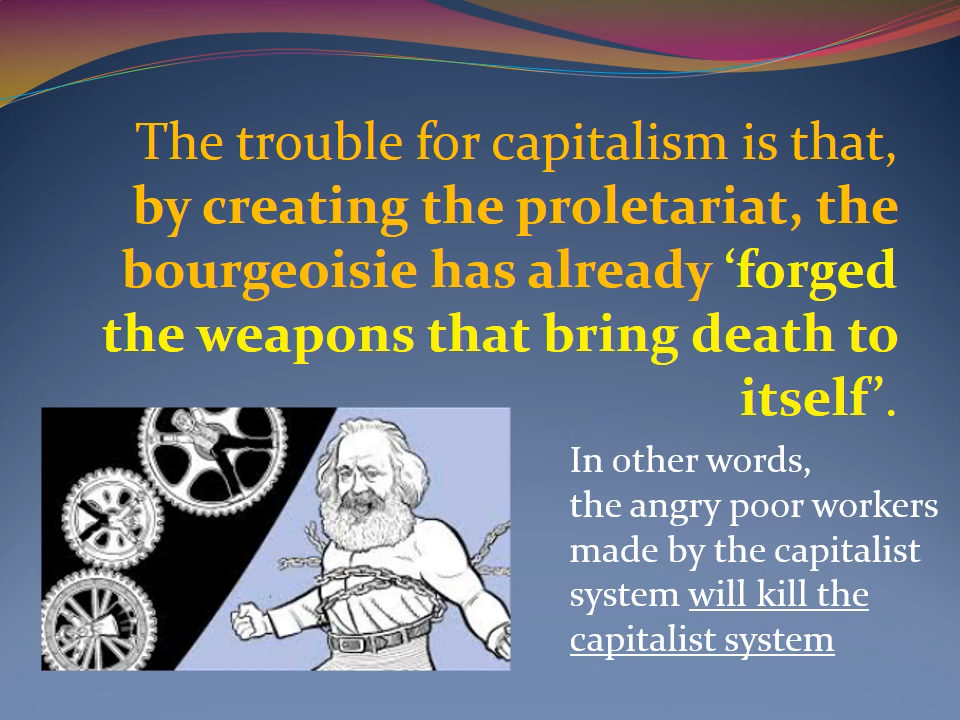 The trouble for capitalism is that,
by creating the proletariat, the
bourgeoisie has already ‘forged
the weapons that bring death to
itself’.
In other words,
the angry poor workers
made by the capitalist
system will kill the
capitalist system